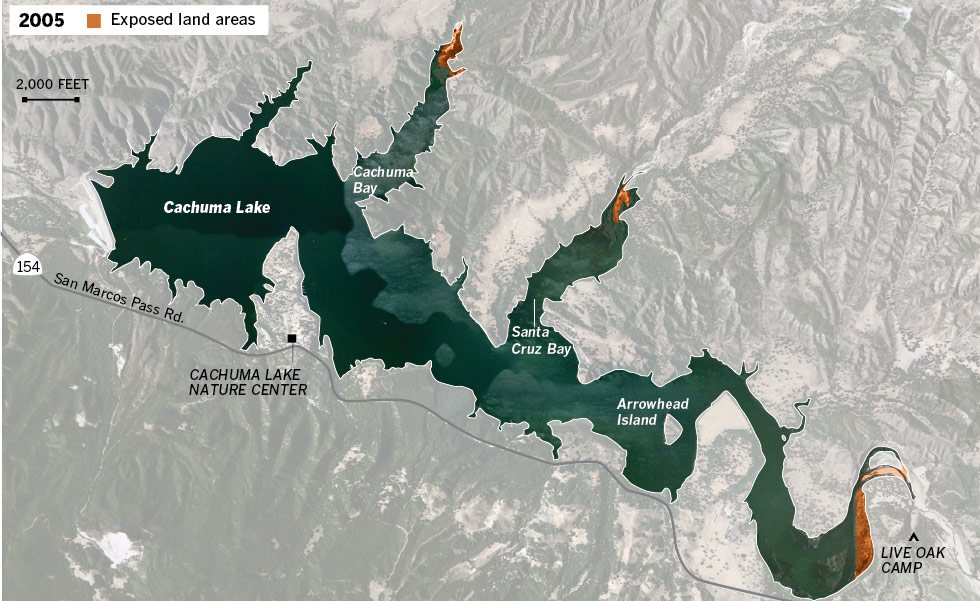 2005 Exposed land areas
2,000 FEET
Cachuma
Bay
Cachuma Lake
154
San Marcos Pass Rd.
Santa
Cruz Bay
CACHUMA LAKE
NATURE CENTER
Arrowhead
Island
LIVE OAK
CAMP